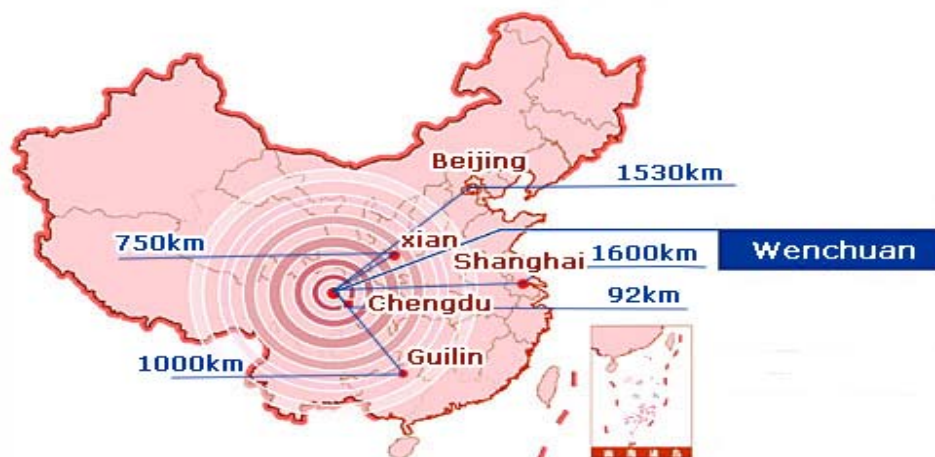 Beijing
1530km
750km
xian
Wenchuan
Shanghai
1600km
Chengdu
92km
Guilin
1000km